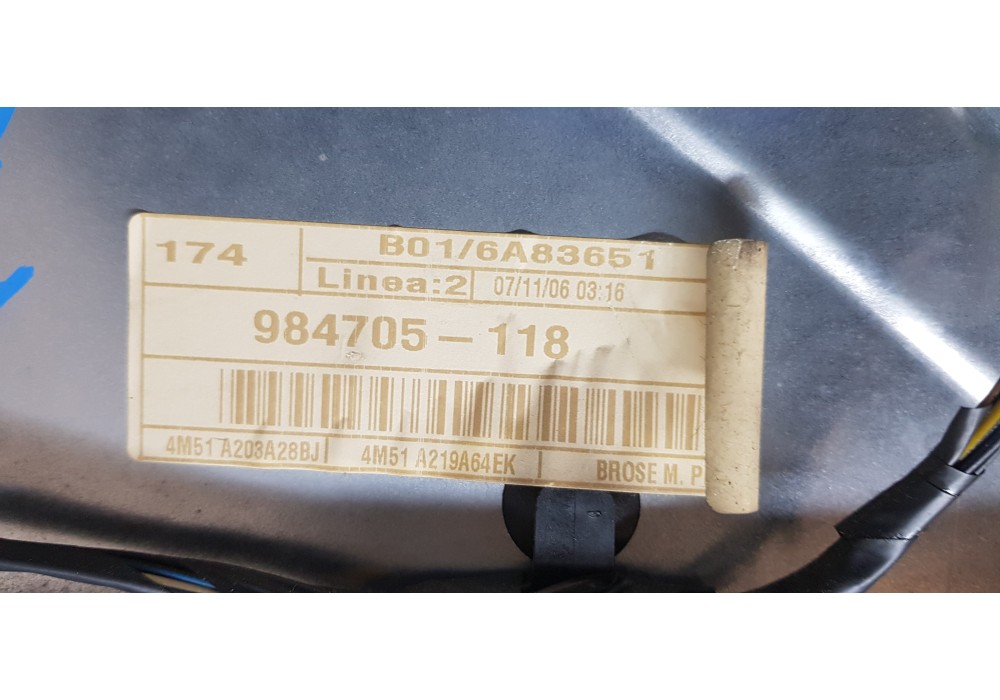 174
B01/6A83651
Linea:2
07/11/06 03:16
984705-118
4M51 A203A28BJ
4M51 A219A64EK
BROSE M. P